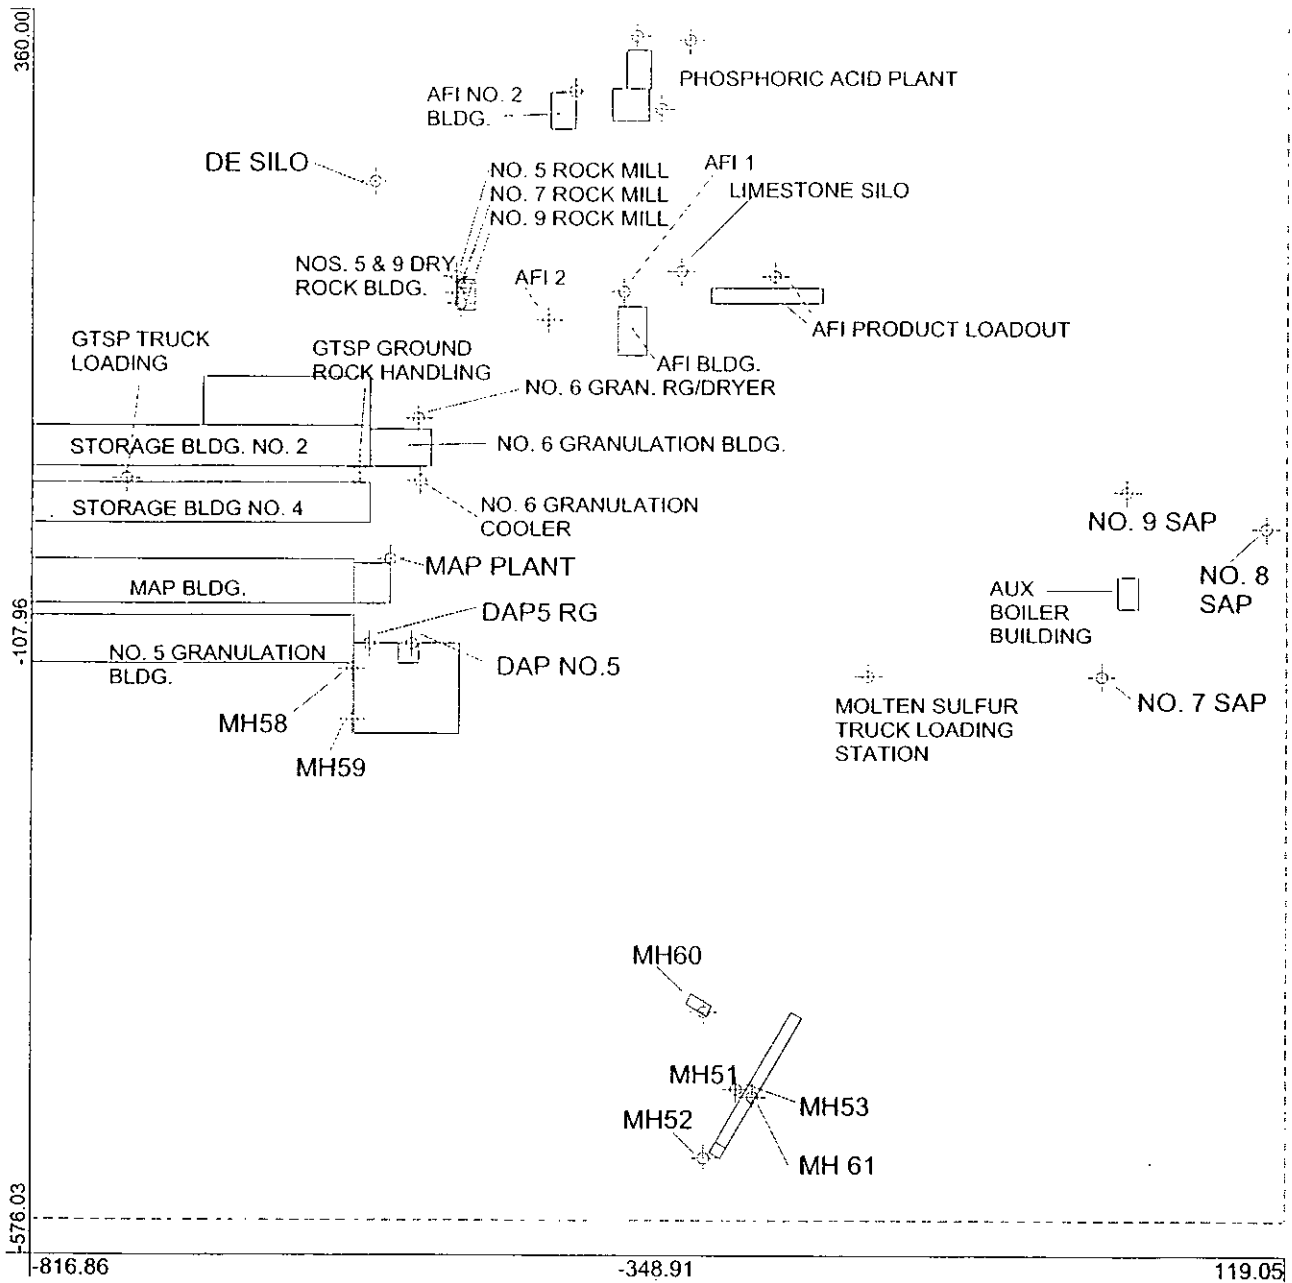 360.00
PHOSPHORIC ACID PLANT
AFI NO. 2
BLDG.
DE SILO
NO. 5 ROCK MILL
NO. 7 ROCK MILL
NO. 9 ROCK MILL
AFI 1
LIMESTONE SILO
NOS. 5 & 9 DRY
ROCK BLDG.
AFI 2
AFI PRODUCT LOADOUT
GTSP TRUCK
LOADING
GTSP GROUND
ROCK HANDLING
AFI BLDG.
NO. 6 GRAN. RG/DRYER
STORAGE BLDG. NO. 2
NO. 6 GRANULATION BLDG.
STORAGE BLDG NO. 4
NO. 6 GRANULATION
COOLER
NO. 9 SAP
NO. 8
SAP
MAP PLANT
MAP BLDG.
AUX
BOILER
BUILDING
-107.96
DAP5 RG
NO. 5 GRANULATION
BLDG.
DAP NO.5
MH58
MH59
MOLTEN SULFUR
TRUCK LOADING
STATION
NO. 7 SAP
MH60
MH51
MH53
MH52
MH 61
-576.03
-816.86
-348.91
119.05